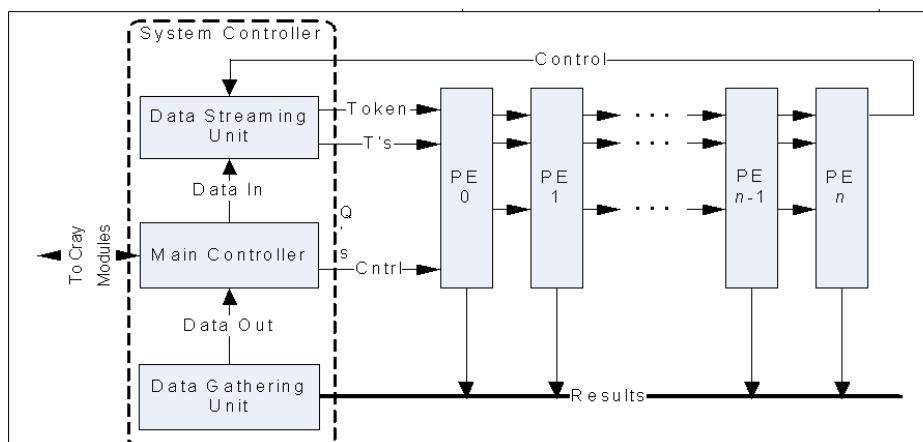 System Controller
Control
Data Streaming
Unit
Token
T's
PE
0
PE
1
. . .
. . .
PE
n-1
PE
n
Data In
Q
's
To Cray
Modules
Main Controller
Cntrl
Data Out
Data Gathering
Unit
Results